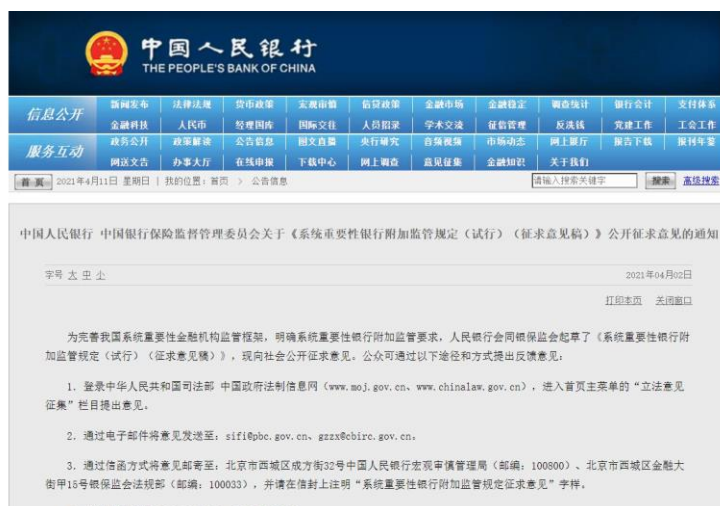 中国人民银行
THE PEOPLE'S BANK OF CHINA
信息公开 新闻发布 法律法规 货币政策 宏观审慎 信贷政策 金融市场 金融稳定 调查统计 银行会计 支付体系
金融科技 人民币 经理国库 国际交往 人员招录 学术交流 征信管理 反洗钱 党建工作 工会工作
服务互动 政务公开 政策解读 公告信息 图文直播 央行研究 音频视频 市场动态 网上展厅 报告下载 报刊年鉴
网送文告 办事大厅 在线申报 下载中心 网上调查 意见征集 金融知识 关于我们
首 页 2021年4月11日 星期日 | 我的位置:首页 > 公告信息 请输入搜索关键字 搜索 高级搜索
中国人民银行 中国银行保险监督管理委员会关于《系统重要性银行附加监管规定(试行)(征求意见稿)》公开征求意见的通知
字号 大 中 小 2021年04月02日
打印本页 关闭窗口
为完善我国系统重要性金融机构监管框架,明确系统重要性银行附加监管要求,人民银行会同银保监会起草了《系统重要性银行附
加监管规定(试行)(征求意见稿)》,现向社会公开征求意见。公众可通过以下途径和方式提出反馈意见:
1. 登录中华人民共和国司法部 中国政府法制信息网(www.moj.gov.cn、www.chinalaw.gov.cn),进入首页主菜单的“立法意见
征集”栏目提出意见。
2. 通过电子邮件将意见发送至:sifi@pbc.gov.cn、gzzx@cbirc.gov.cn。
3. 通过信函方式将意见邮寄至:北京市西城区成方街32号中国人民银行宏观审慎管理局(邮编:100800)、北京市西城区金融大
街甲15号银保监会法规部(邮编:100033),并请在信封上注明“系统重要性银行附加监管规定征求意见”字样。